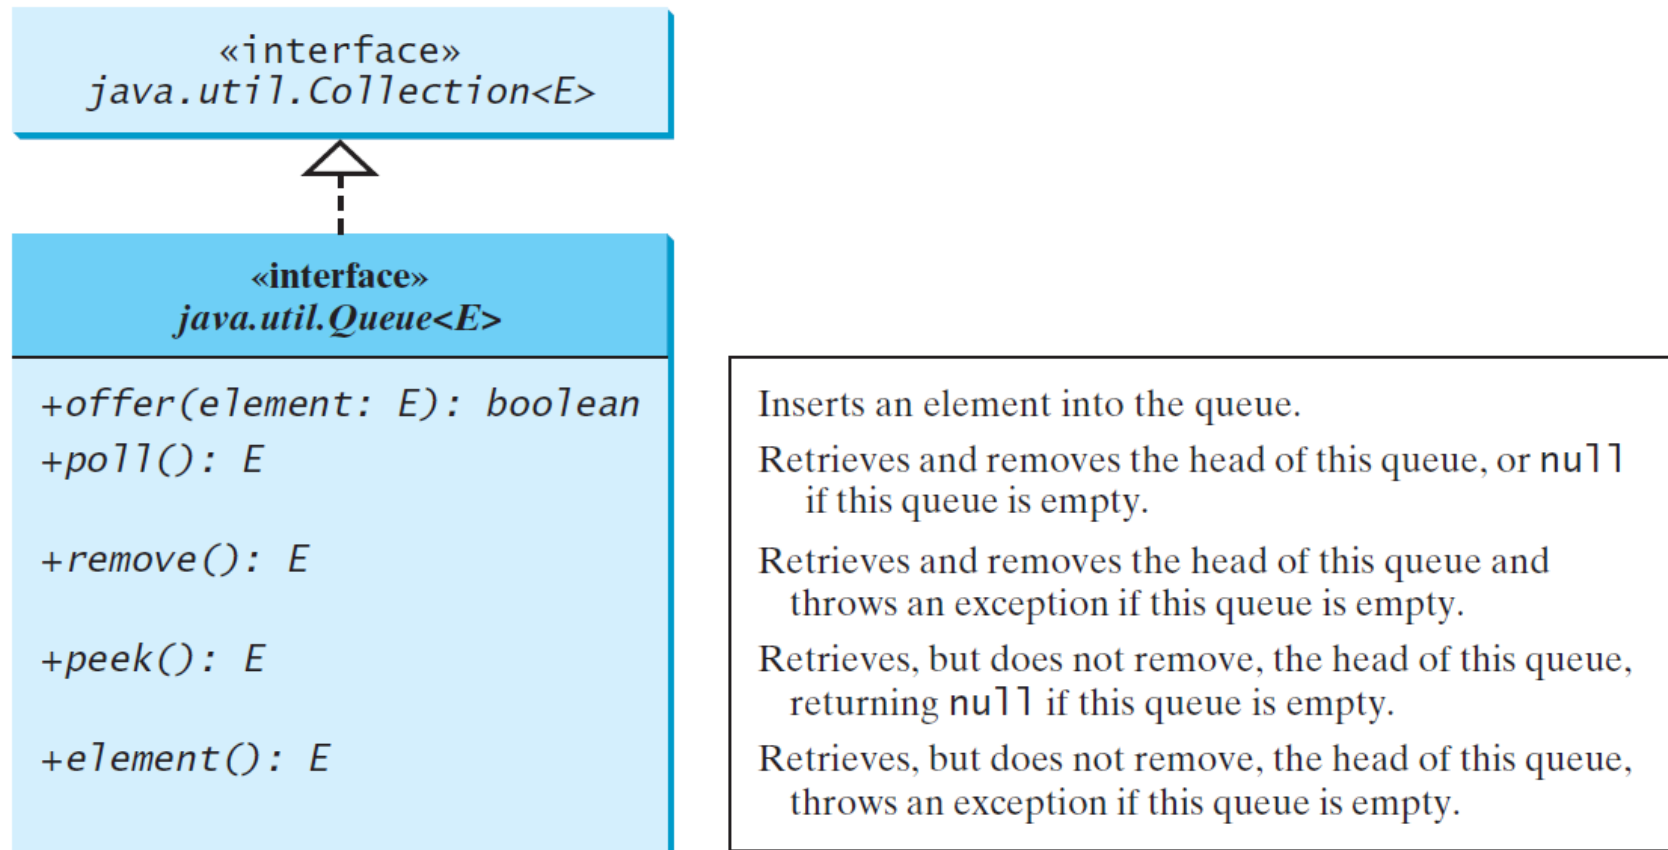 «interface»
java.util.Collection<E>
«interface»
java.util.Queue<E>
+offer(element: E): boolean
Inserts an element into the queue.
+poll(): E
Retrieves and removes the head of this queue, or null
if this queue is empty.
+remove(): E
Retrieves and removes the head of this queue and
throws an exception if this queue is empty.
+peek(): E
Retrieves, but does not remove, the head of this queue,
returning null if this queue is empty.
+element(): E
Retrieves, but does not remove, the head of this queue,
throws an exception if this queue is empty.